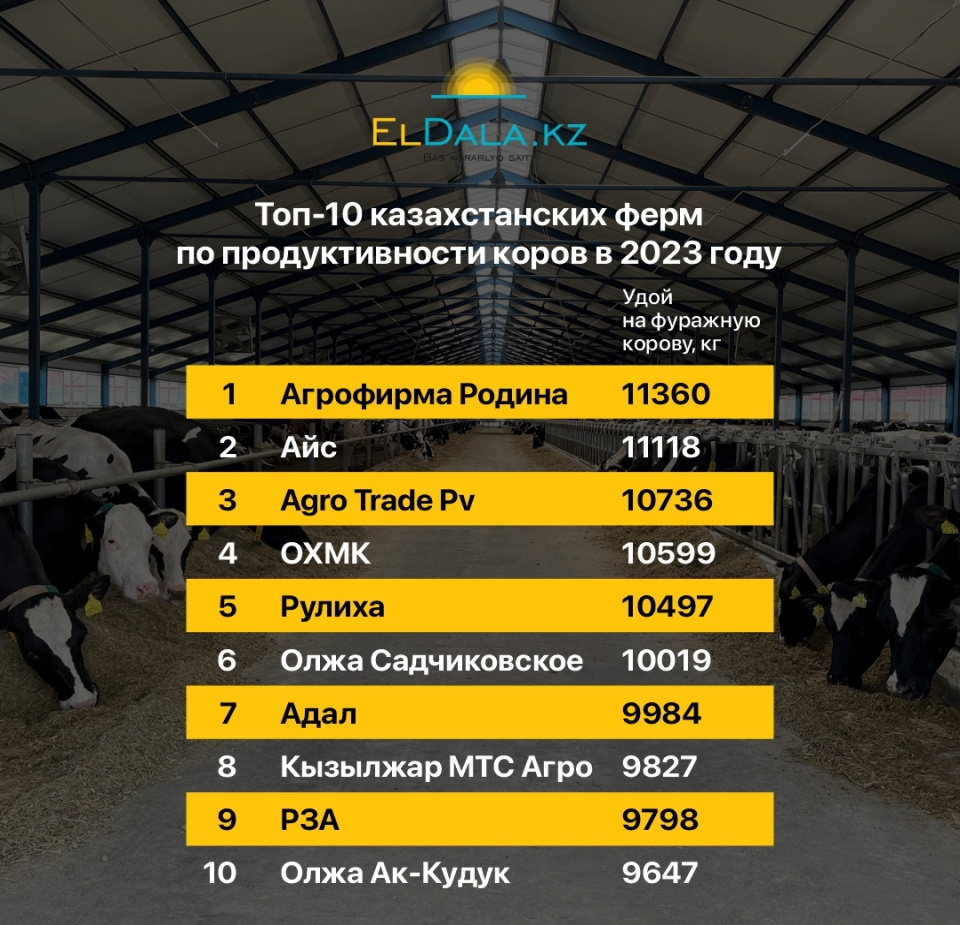 ELDALA.KZ
BAS AGRARLYQ SAIT
Топ-10 казахстанских ферм
по продуктивности коров в 2023 году
Удой
на фуражную
корову, кг
1 Агрофирма Родина 11360
2 Айс 11118
3 Agro Trade Pv 10736
4 ОХМК 10599
5 Рулиха 10497
6 Олжа Садчиковское 10019
7 Адал 9984
8 Кызылжар МТС Агро 9827
9 РЗА 9798
10 Олжа Ак-Кудук 9647